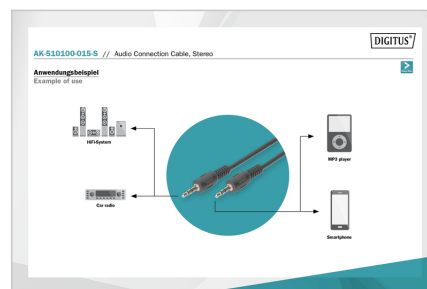 DIGITUS®
AK-510100-015-S // Audio Connection Cable, Stereo
Anwendungsbeispiel
Example of use
HiFi-System
MP3 player
Car radio
Smartphone